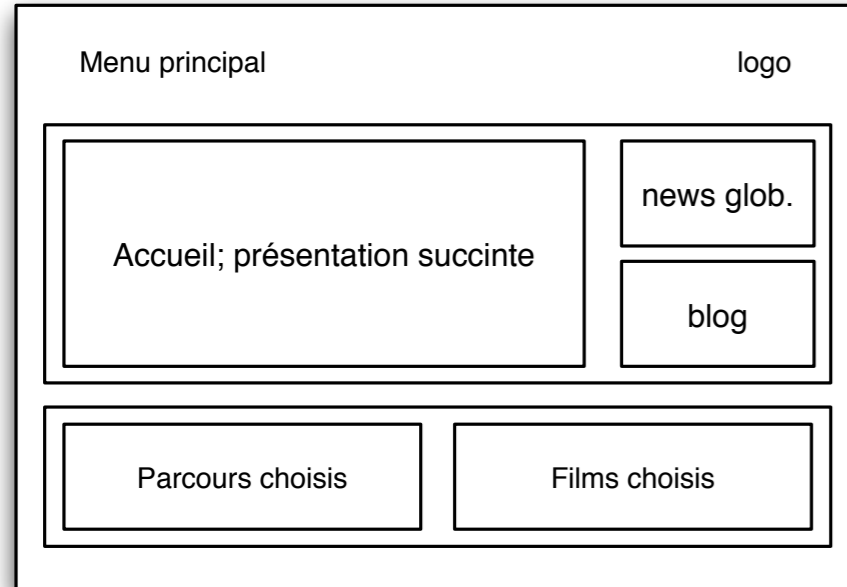 Menu principal
logo
Accueil; présentation succinte
news glob.
blog
Parcours choisis
Films choisis